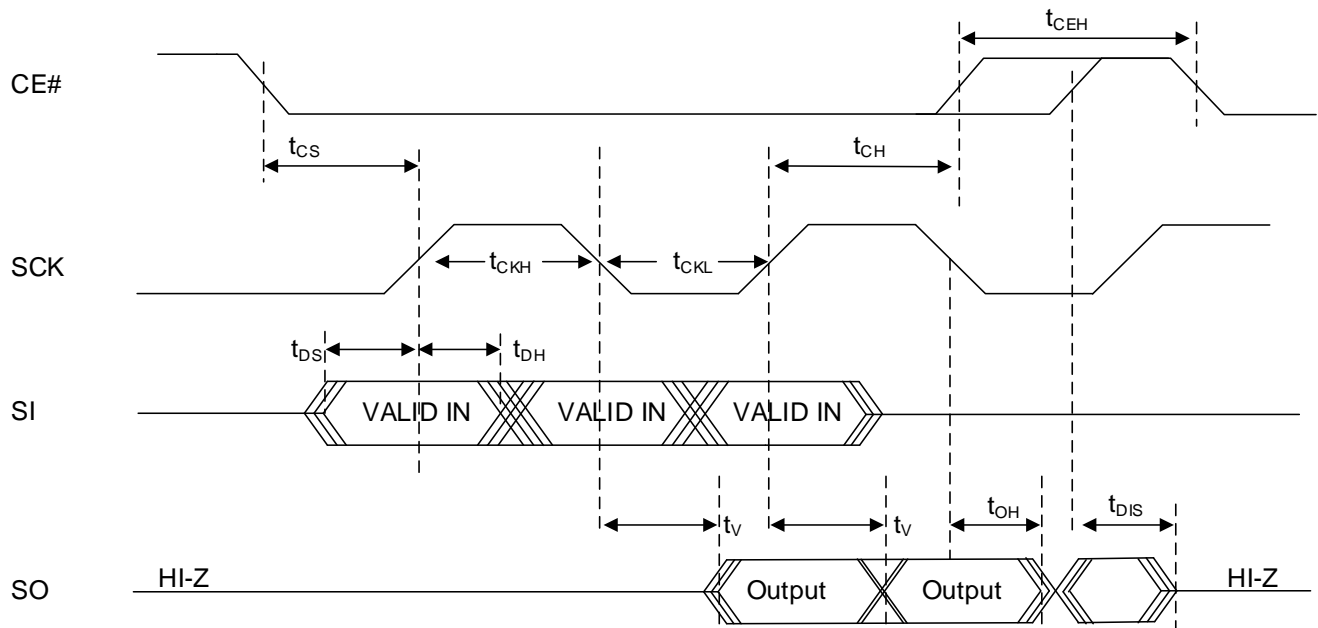 tCEH
CE#
tCS
tCH
SCK
tCKH
tCKL
tDS
tDH
SI
VALID IN
VALID IN
VALID IN
tV
tV
tOH
tDIS
SO
HI-Z
Output
Output
HI-Z